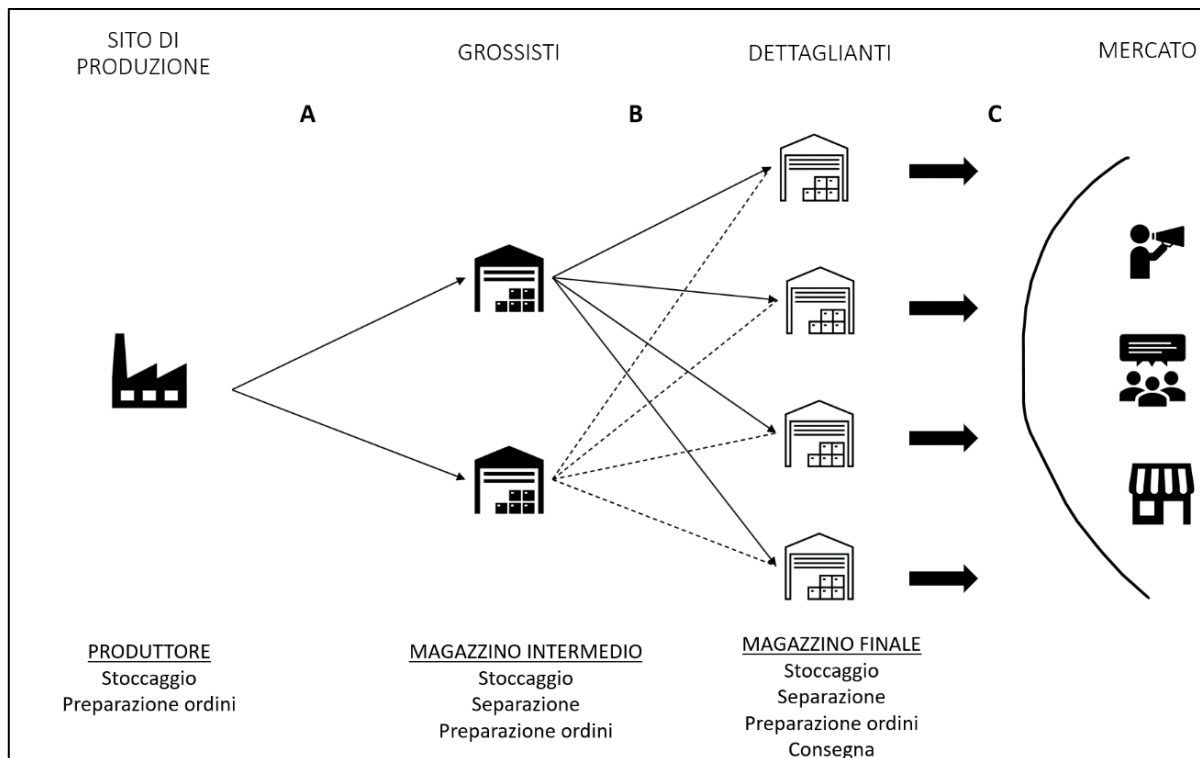 SITO DI
PRODUZIONE
GROSSISTI
DETTAGLIANTI
MERCATO
A
B
C
PRODUTTORE
Stoccaggio
Preparazione ordini
MAGAZZINO INTERMEDIO
Stoccaggio
Separazione
Preparazione ordini
MAGAZZINO FINALE
Stoccaggio
Separazione
Preparazione ordini
Consegna